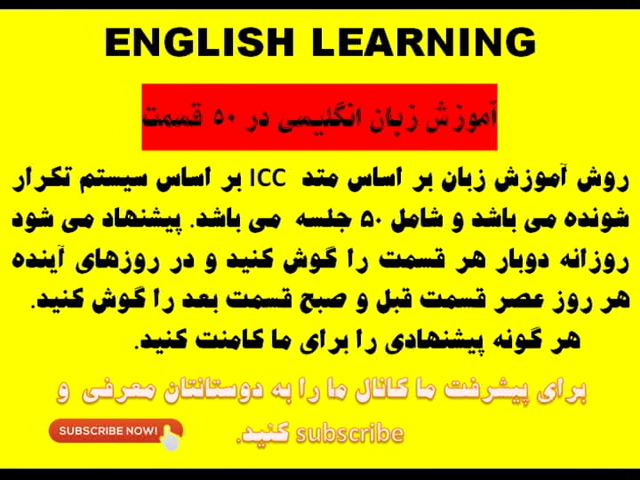 ENGLISH LEARNING
آموزش زبان انگلیسی در ۵۰ قسمت
روش آموزش زبان بر اساس متد ICC بر اساس سیستم تکرار
شونده می باشد و شامل ۵۰ جلسه می باشد. پیشنهاد می شود
روزانه دوبار هر قسمت را گوش کنید و در روزهای آینده
هر روز عصر قسمت قبل و صبح قسمت بعد را گوش کنید.
هر گونه پیشنهادی را برای ما کامنت کنید.
برای پیشرفت ما کانال ما را به دوستانتان معرفی و
subscribe کنید.
SUBSCRIBE NOW!